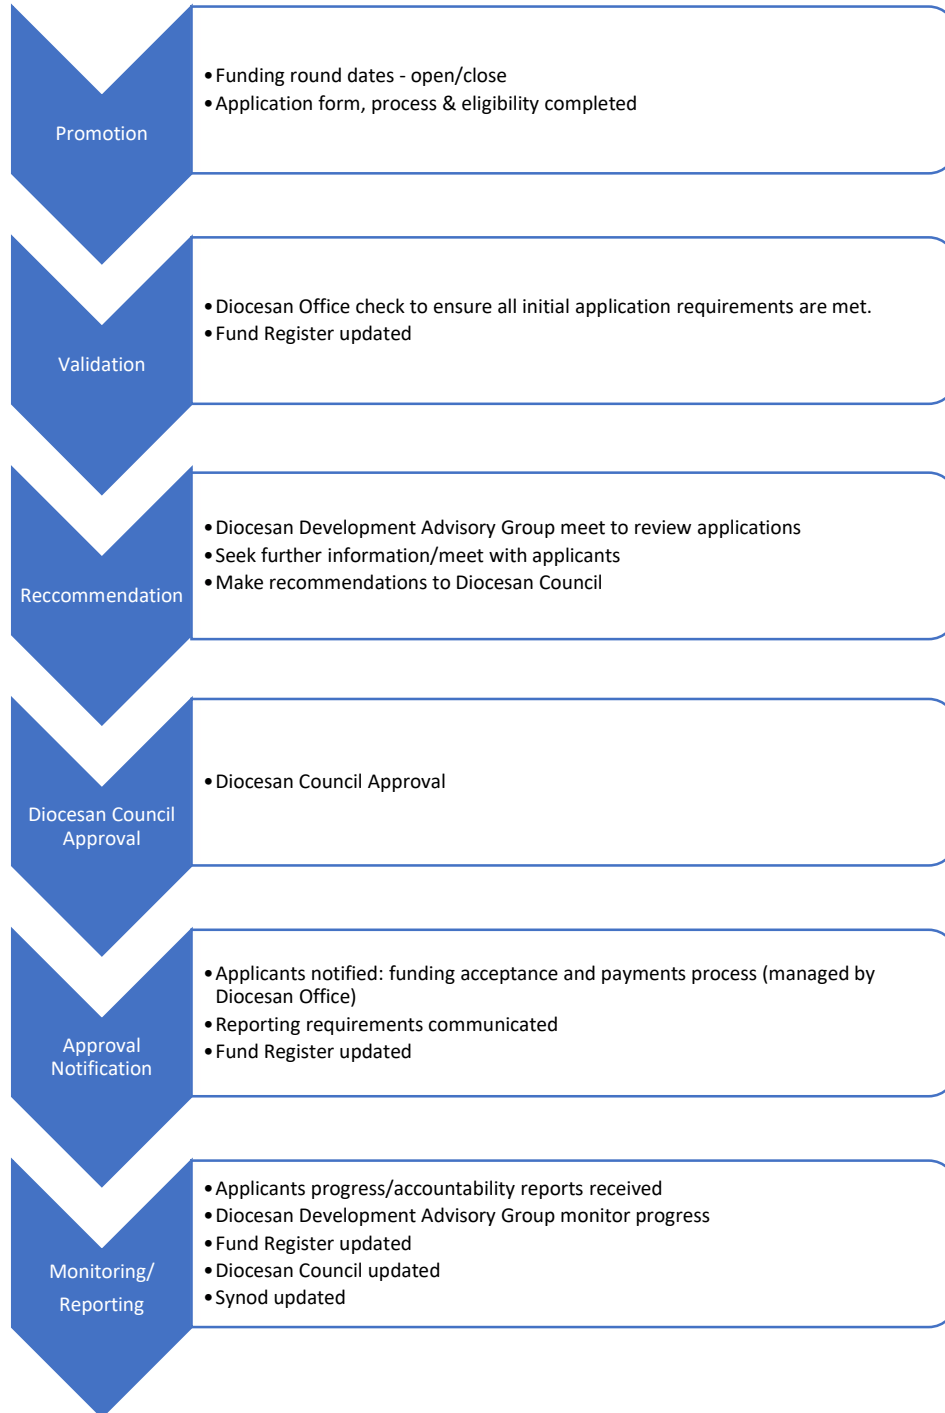 Promotion
•Funding round dates - open/close
•Application form, process & eligibility completed
Validation
•Diocesan Office check to ensure all initial application requirements are met.
•Fund Register updated
Reccommendation
•Diocesan Development Advisory Group meet to review applications
•Seek further information/meet with applicants
•Make recommendations to Diocesan Council
Diocesan Council
Approval
•Diocesan Council Approval
Approval
Notification
•Applicants notified: funding acceptance and payments process (managed by
Diocesan Office)
•Reporting requirements communicated
•Fund Register updated
Monitoring/
Reporting
•Applicants progress/accountability reports received
•Diocesan Development Advisory Group monitor progress
•Fund Register updated
•Diocesan Council updated
•Synod updated